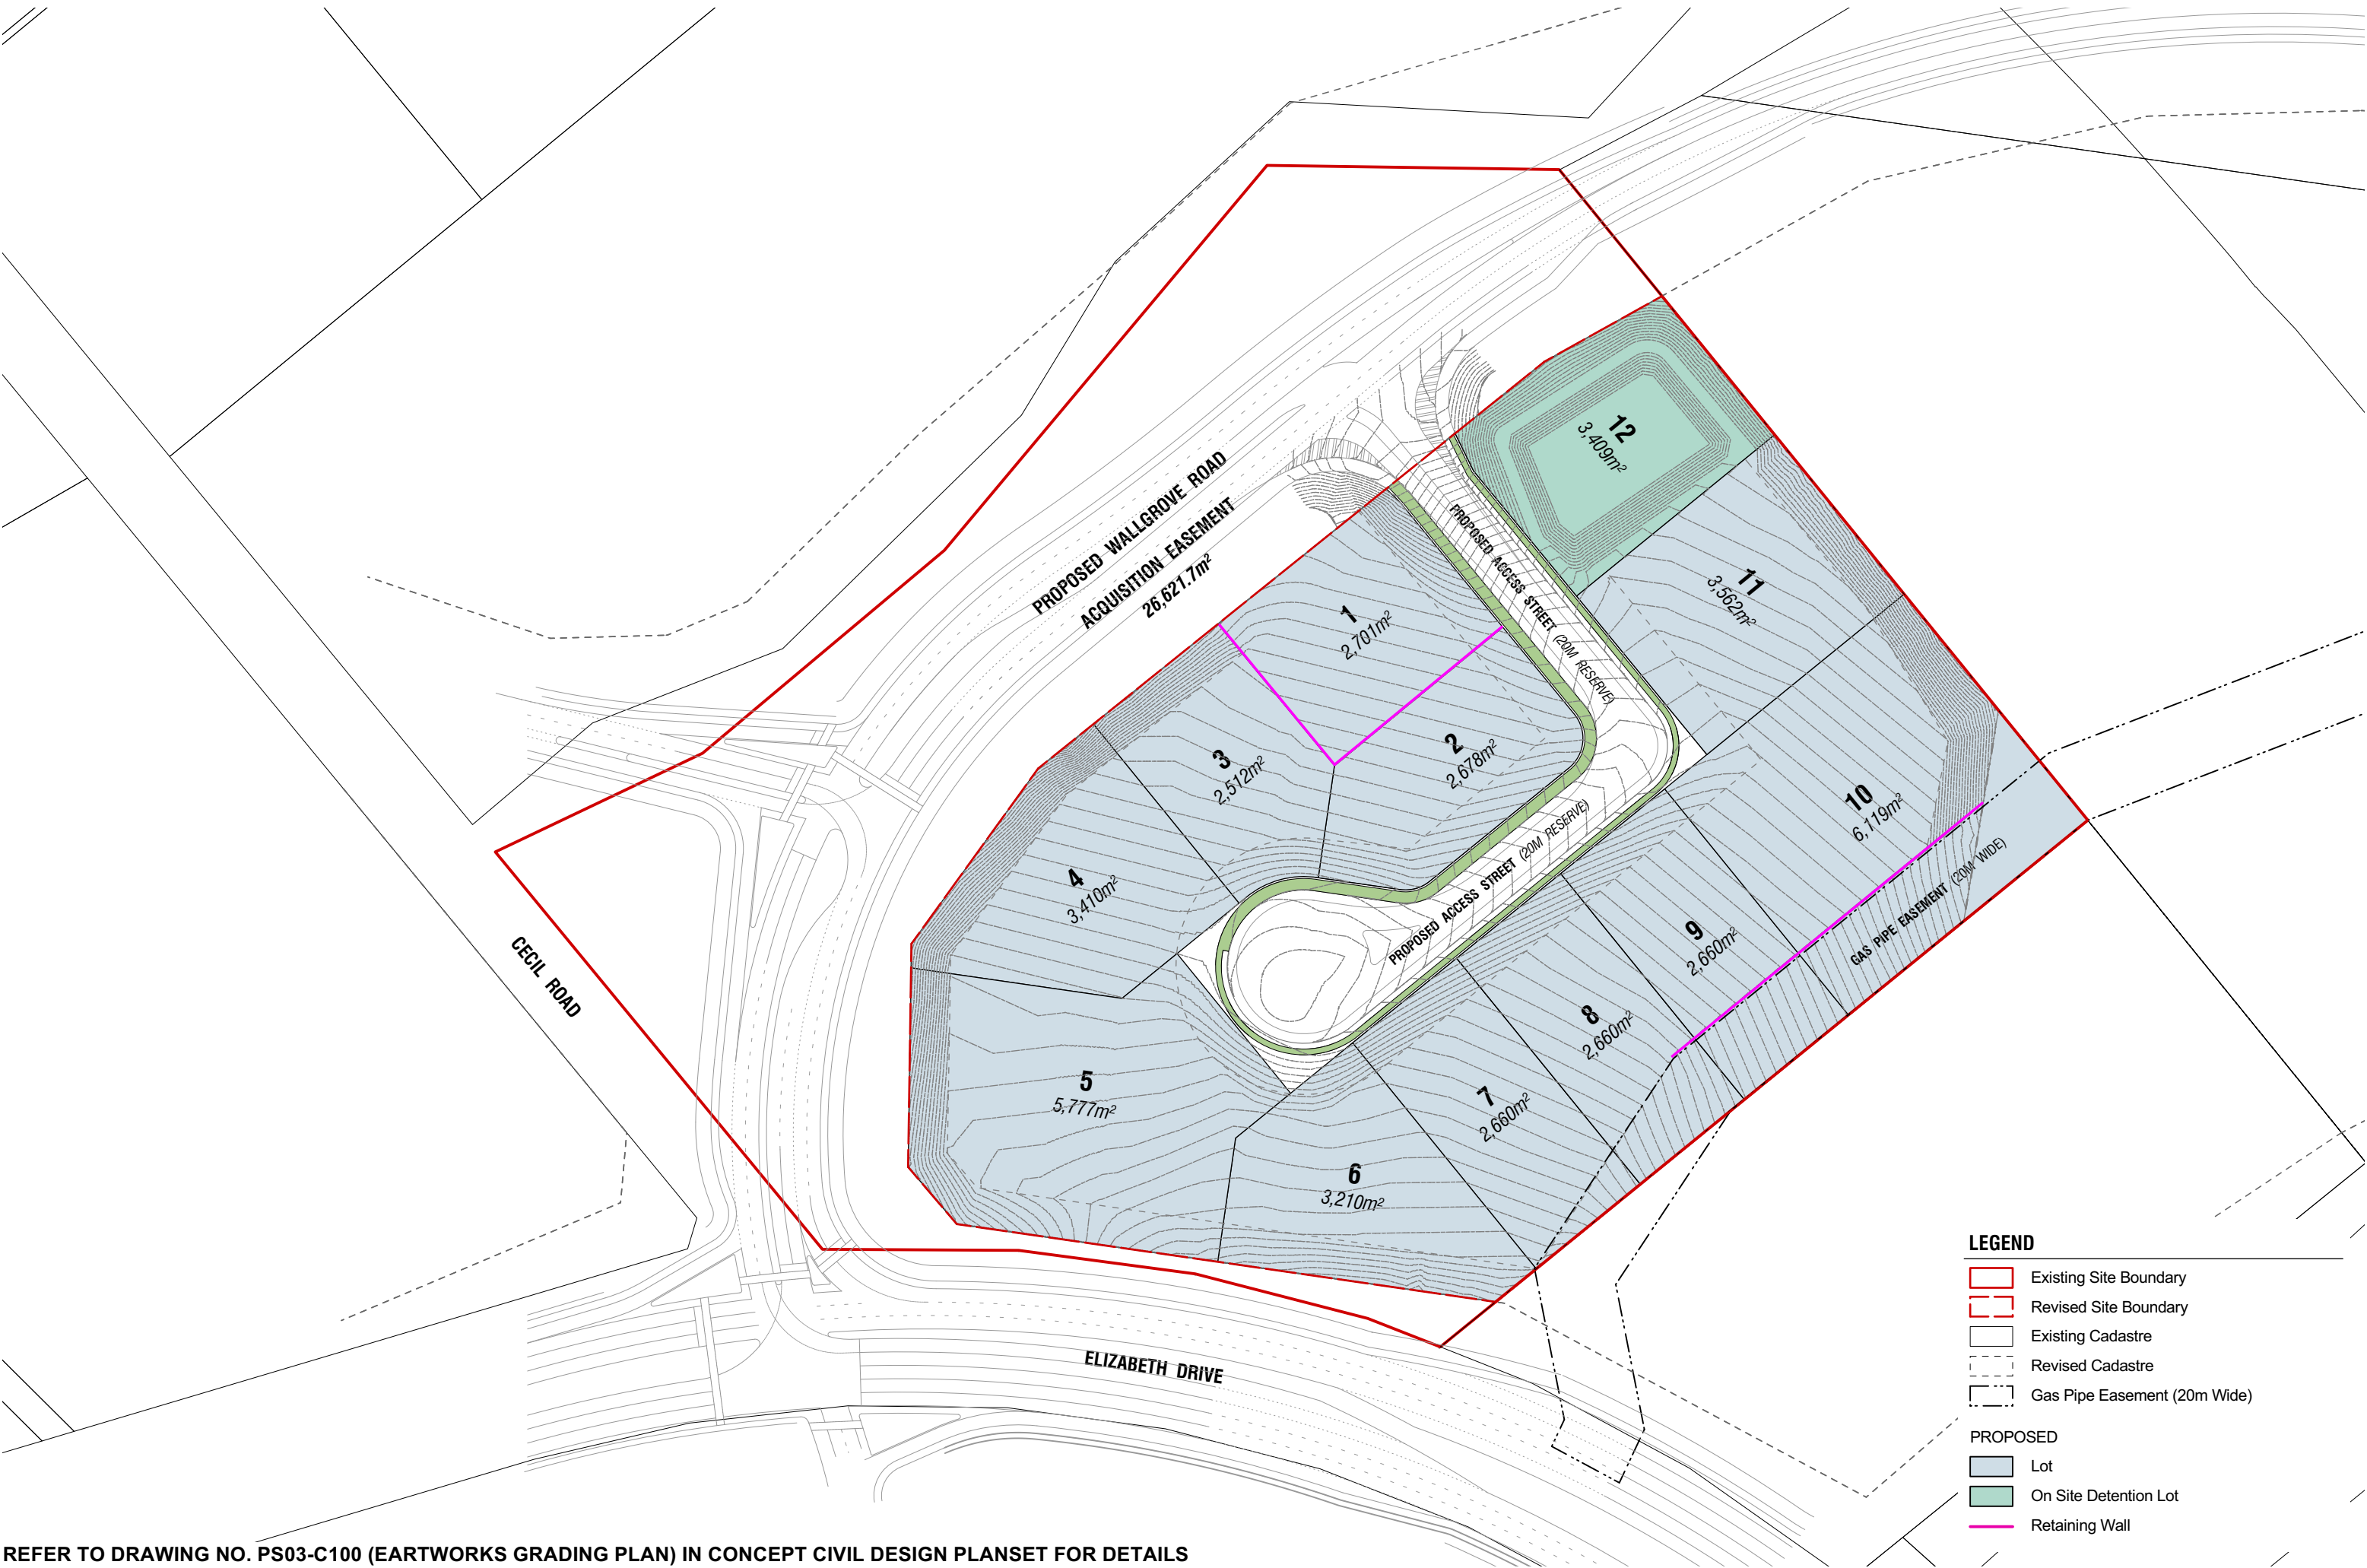 PROPOSED WALLGROVE ROAD
ACQUISITION EASEMENT
26,621.7m²
12
3,409m²
PROPOSED ACCESS STREET (20M RESERVE)
11
3,562m²
1
2,701m²
2
2,678m²
3
2,512m²
10
6,119m²
4
3,410m²
PROPOSED ACCESS STREET (20M RESERVE)
GAS PIPE EASEMENT (20M WIDE)
9
2,660m²
CECIL ROAD
8
2,660m²
5
5,777m²
7
2,660m²
6
3,210m²
ELIZABETH DRIVE
LEGEND
Existing Site Boundary
Revised Site Boundary
Existing Cadastre
Revised Cadastre
Gas Pipe Easement (20m Wide)
PROPOSED
Lot
On Site Detention Lot
Retaining Wall
REFER TO DRAWING NO. PS03-C100 (EARTWORKS GRADING PLAN) IN CONCEPT CIVIL DESIGN PLANSET FOR DETAILS